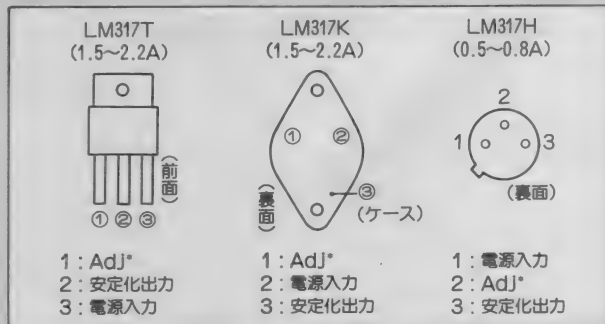 LM317T
(1.5~2.2A)
① ② ③
(前面)
1：Adj*
2：安定化出力
3：電源入力
LM317K
(1.5~2.2A)
① ②
③
(ケース)
(裏面)
1：Adj*
2：電源入力
3：安定化出力
LM317H
(0.5~0.8A)
2
1 3
(裏面)
1：電源入力
2：Adj*
3：安定化出力